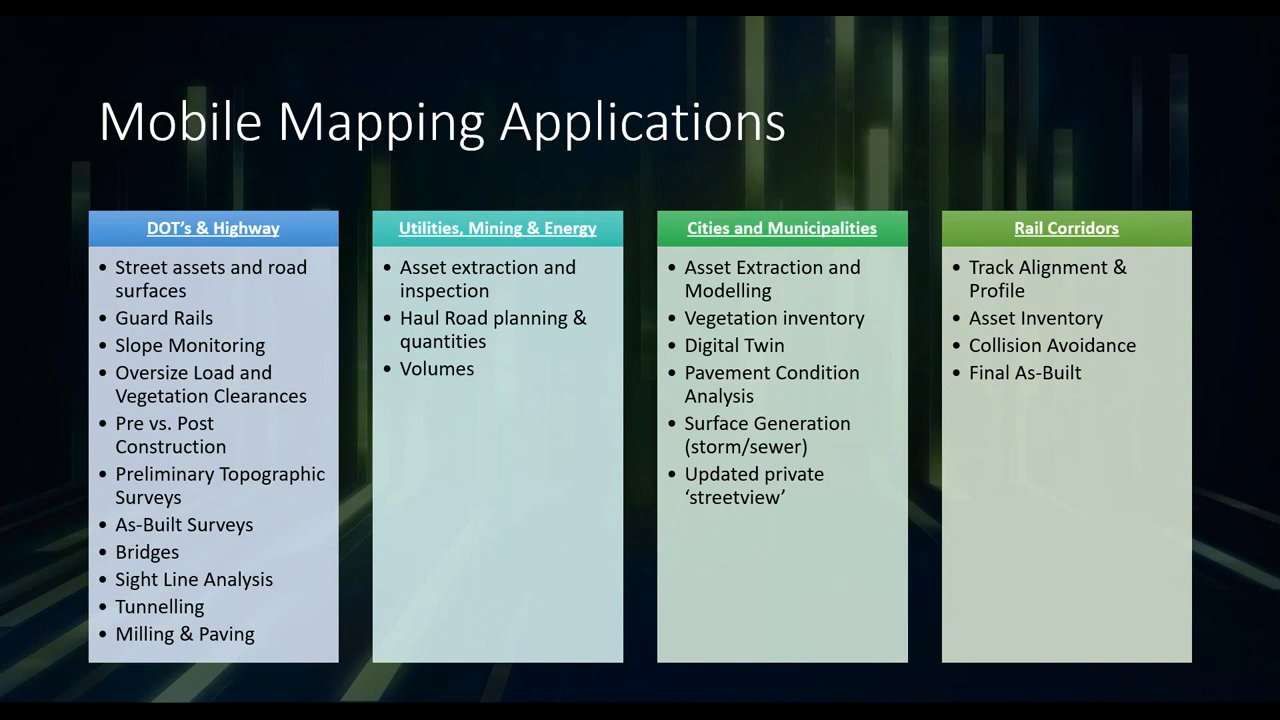 Mobile Mapping Applications
DOT’s & Highway
• Street assets and road
surfaces
• Guard Rails
• Slope Monitoring
• Oversize Load and
Vegetation Clearances
• Pre vs. Post
Construction
• Preliminary Topographic
Surveys
• As-Built Surveys
• Bridges
• Sight Line Analysis
• Tunnelling
• Milling & Paving
Utilities, Mining & Energy
• Asset extraction and
inspection
• Haul Road planning &
quantities
• Volumes
Cities and Municipalities
• Asset Extraction and
Modelling
• Vegetation inventory
• Digital Twin
• Pavement Condition
Analysis
• Surface Generation
(storm/sewer)
• Updated private
‘streetview’
Rail Corridors
• Track Alignment &
Profile
• Asset Inventory
• Collision Avoidance
• Final As-Built